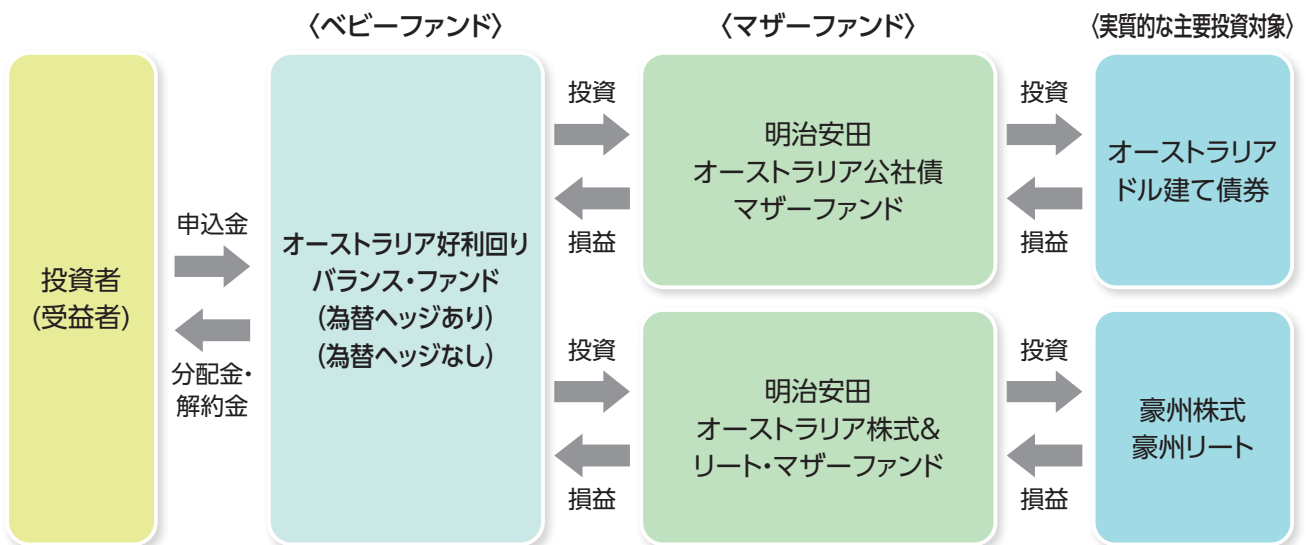 〈ベビーファンド〉
〈マザーファンド〉
〈実質的な主要投資対象〉
投資者
(受益者)
申込金
分配金・
解約金
オーストラリア好利回り
バランス・ファンド
(為替ヘッジあり)
(為替ヘッジなし)
投資
損益
明治安田
オーストラリア公社債
マザーファンド
投資
損益
オーストラリア
ドル建て債券
投資
損益
明治安田
オーストラリア株式&
リート・マザーファンド
投資
損益
豪州株式
豪州リート